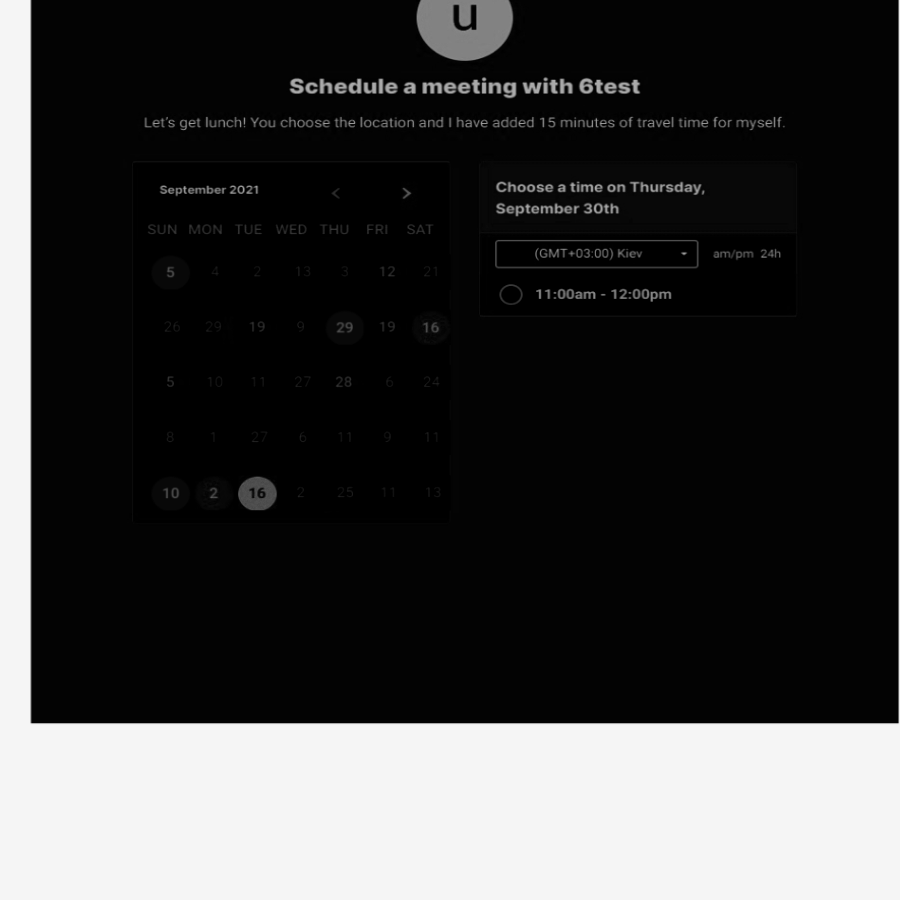 u
Schedule a meeting with 6test
Let's get lunch! You choose the location and I have added 15 minutes of travel time for myself.
September 2021 < >
SUN MON TUE WED THU FRI SAT
5 4 2 13 3 12 21
26 29 19 9 29 19 16
5 10 11 27 28 6 24
8 1 27 6 11 9 11
10 2 16 2 25 11 13
Choose a time on Thursday,
September 30th
(GMT+03:00) Kiev am/pm 24h
11:00am - 12:00pm